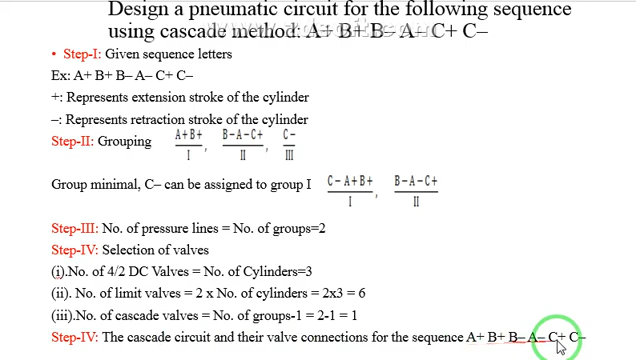 Design a pneumatic circuit for the following sequence
using cascade method: A+ B+ B– A– C+ C–
• Step-I: Given sequence letters
Ex: A+ B+ B– A– C+ C–
+: Represents extension stroke of the cylinder
–: Represents retraction stroke of the cylinder
Step-II: Grouping A+B+ / I , B-A-C+ / II , C- / III
Group minimal, C– can be assigned to group I C- A+B+ / I , B-A-C+ / II
Step-III: No. of pressure lines = No. of groups=2
Step-IV: Selection of valves
(i).No. of 4/2 DC Valves = No. of Cylinders=3
(ii). No. of limit valves = 2 x No. of cylinders = 2x3 = 6
(iii).No. of cascade valves = No. of groups-1 = 2-1 = 1
Step-IV: The cascade circuit and their valve connections for the sequence A+ B+ B– A– C+ C–